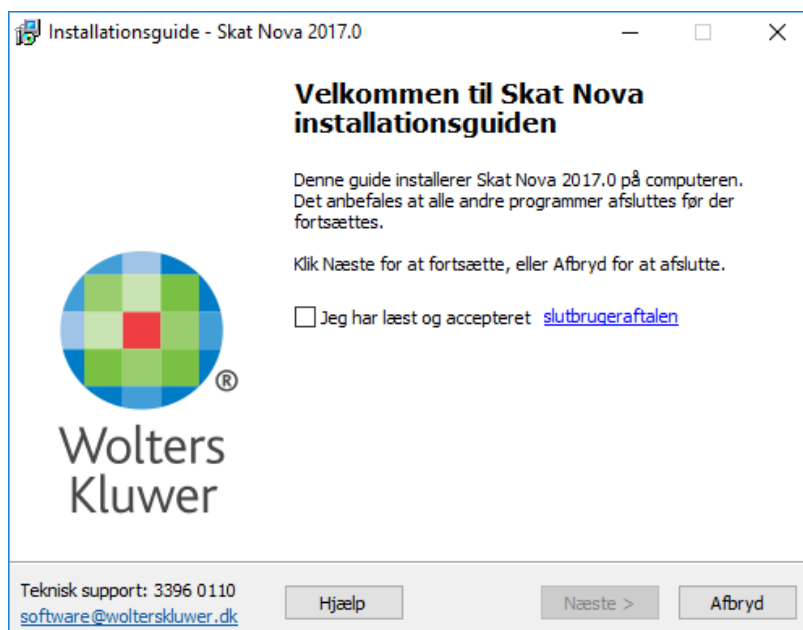 Installationsguide - Skat Nova 2017.0
Velkommen til Skat Nova
installationsguiden
Denne guide installerer Skat Nova 2017.0 på computeren.
Det anbefales at alle andre programmer afsluttes før der
fortsættes.
Klik Næste for at fortsætte, eller Afbryd for at afslutte.
Jeg har læst og accepteret slutbrugeraftalen
®
Wolters
Kluwer
Teknisk support: 3396 0110
software@wolterskluwer.dk
Hjælp
Næste >
Afbryd